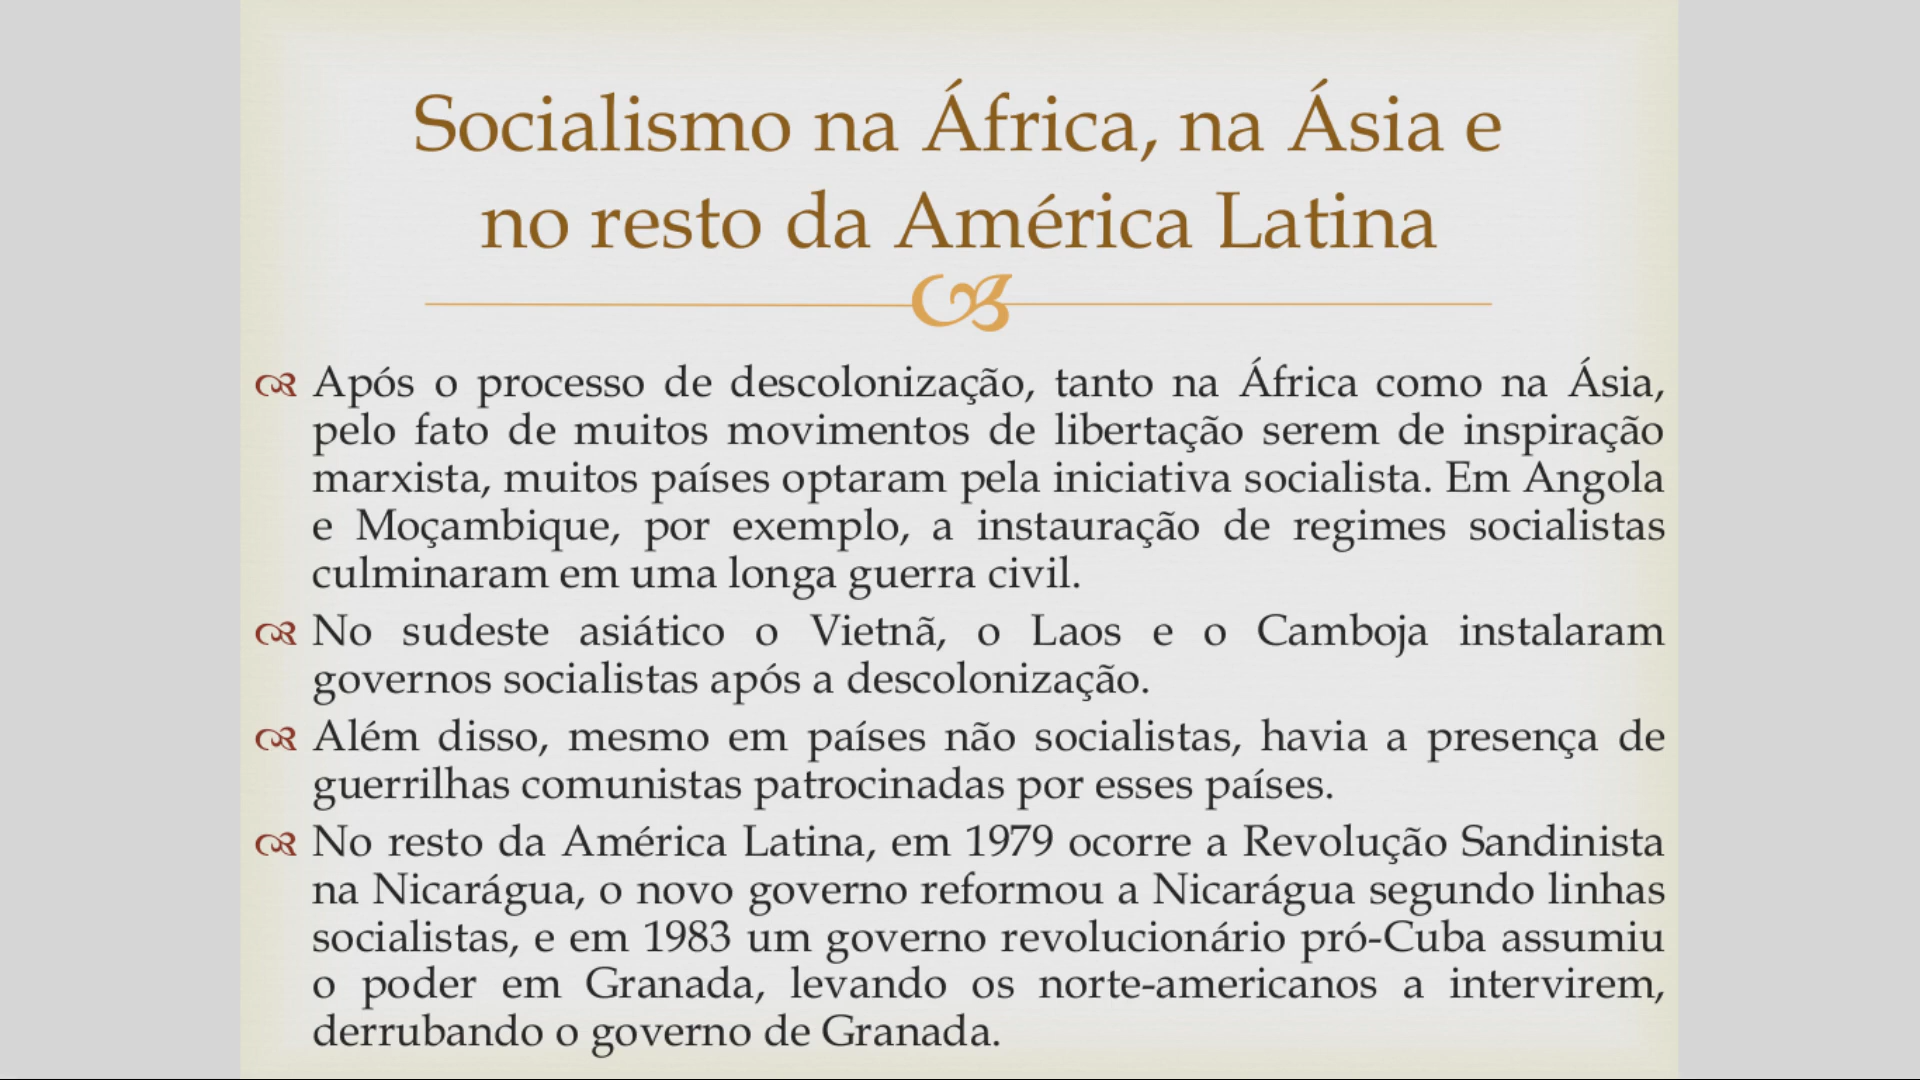 Socialismo na África, na Ásia e
no resto da América Latina
Após o processo de descolonização, tanto na África como na Ásia,
pelo fato de muitos movimentos de libertação serem de inspiração
marxista, muitos países optaram pela iniciativa socialista. Em Angola
e Moçambique, por exemplo, a instauração de regimes socialistas
culminaram em uma longa guerra civil.
No sudeste asiático o Vietnã, o Laos e o Camboja instalaram
governos socialistas após a descolonização.
Além disso, mesmo em países não socialistas, havia a presença de
guerrilhas comunistas patrocinadas por esses países.
No resto da América Latina, em 1979 ocorre a Revolução Sandinista
na Nicarágua, o novo governo reformou a Nicarágua segundo linhas
socialistas, e em 1983 um governo revolucionário pró-Cuba assumiu
o poder em Granada, levando os norte-americanos a intervirem,
derrubando o governo de Granada.